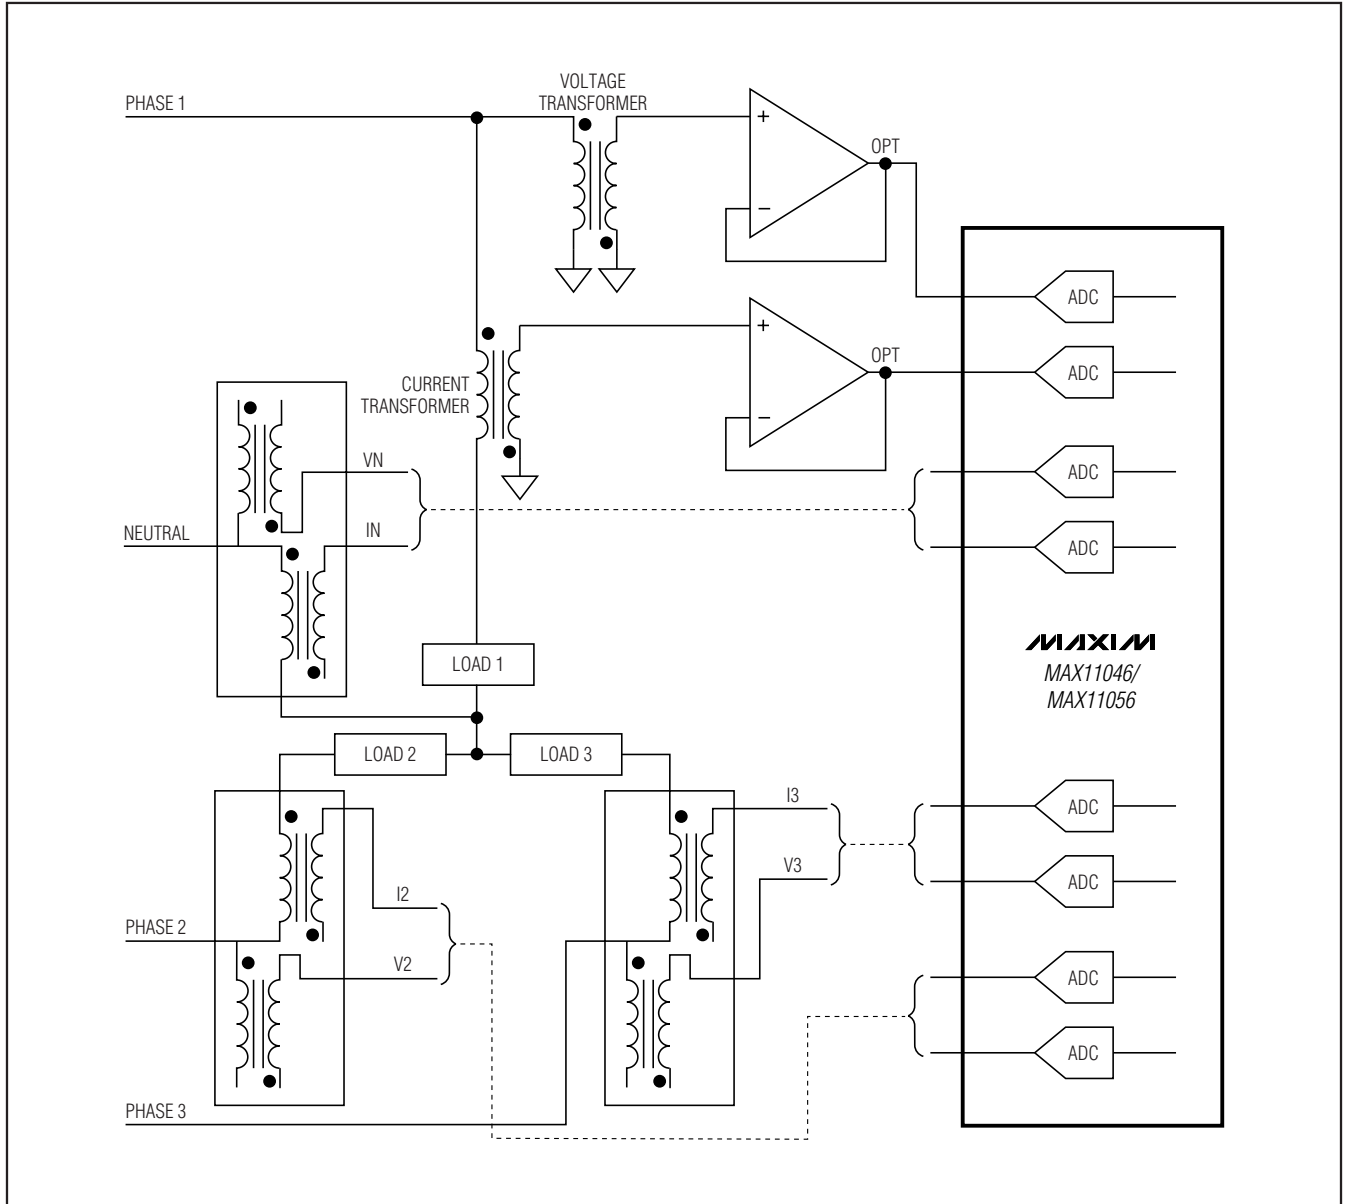 VOLTAGE
TRANSFORMER
PHASE 1
+
OPT
−
ADC
+
OPT
ADC
CURRENT
TRANSFORMER
−
VN
ADC
NEUTRAL
IN
ADC
MAXIM
MAX11046/
MAX11056
LOAD 1
LOAD 2
LOAD 3
I3
ADC
V3
ADC
I2
PHASE 2
V2
ADC
ADC
PHASE 3